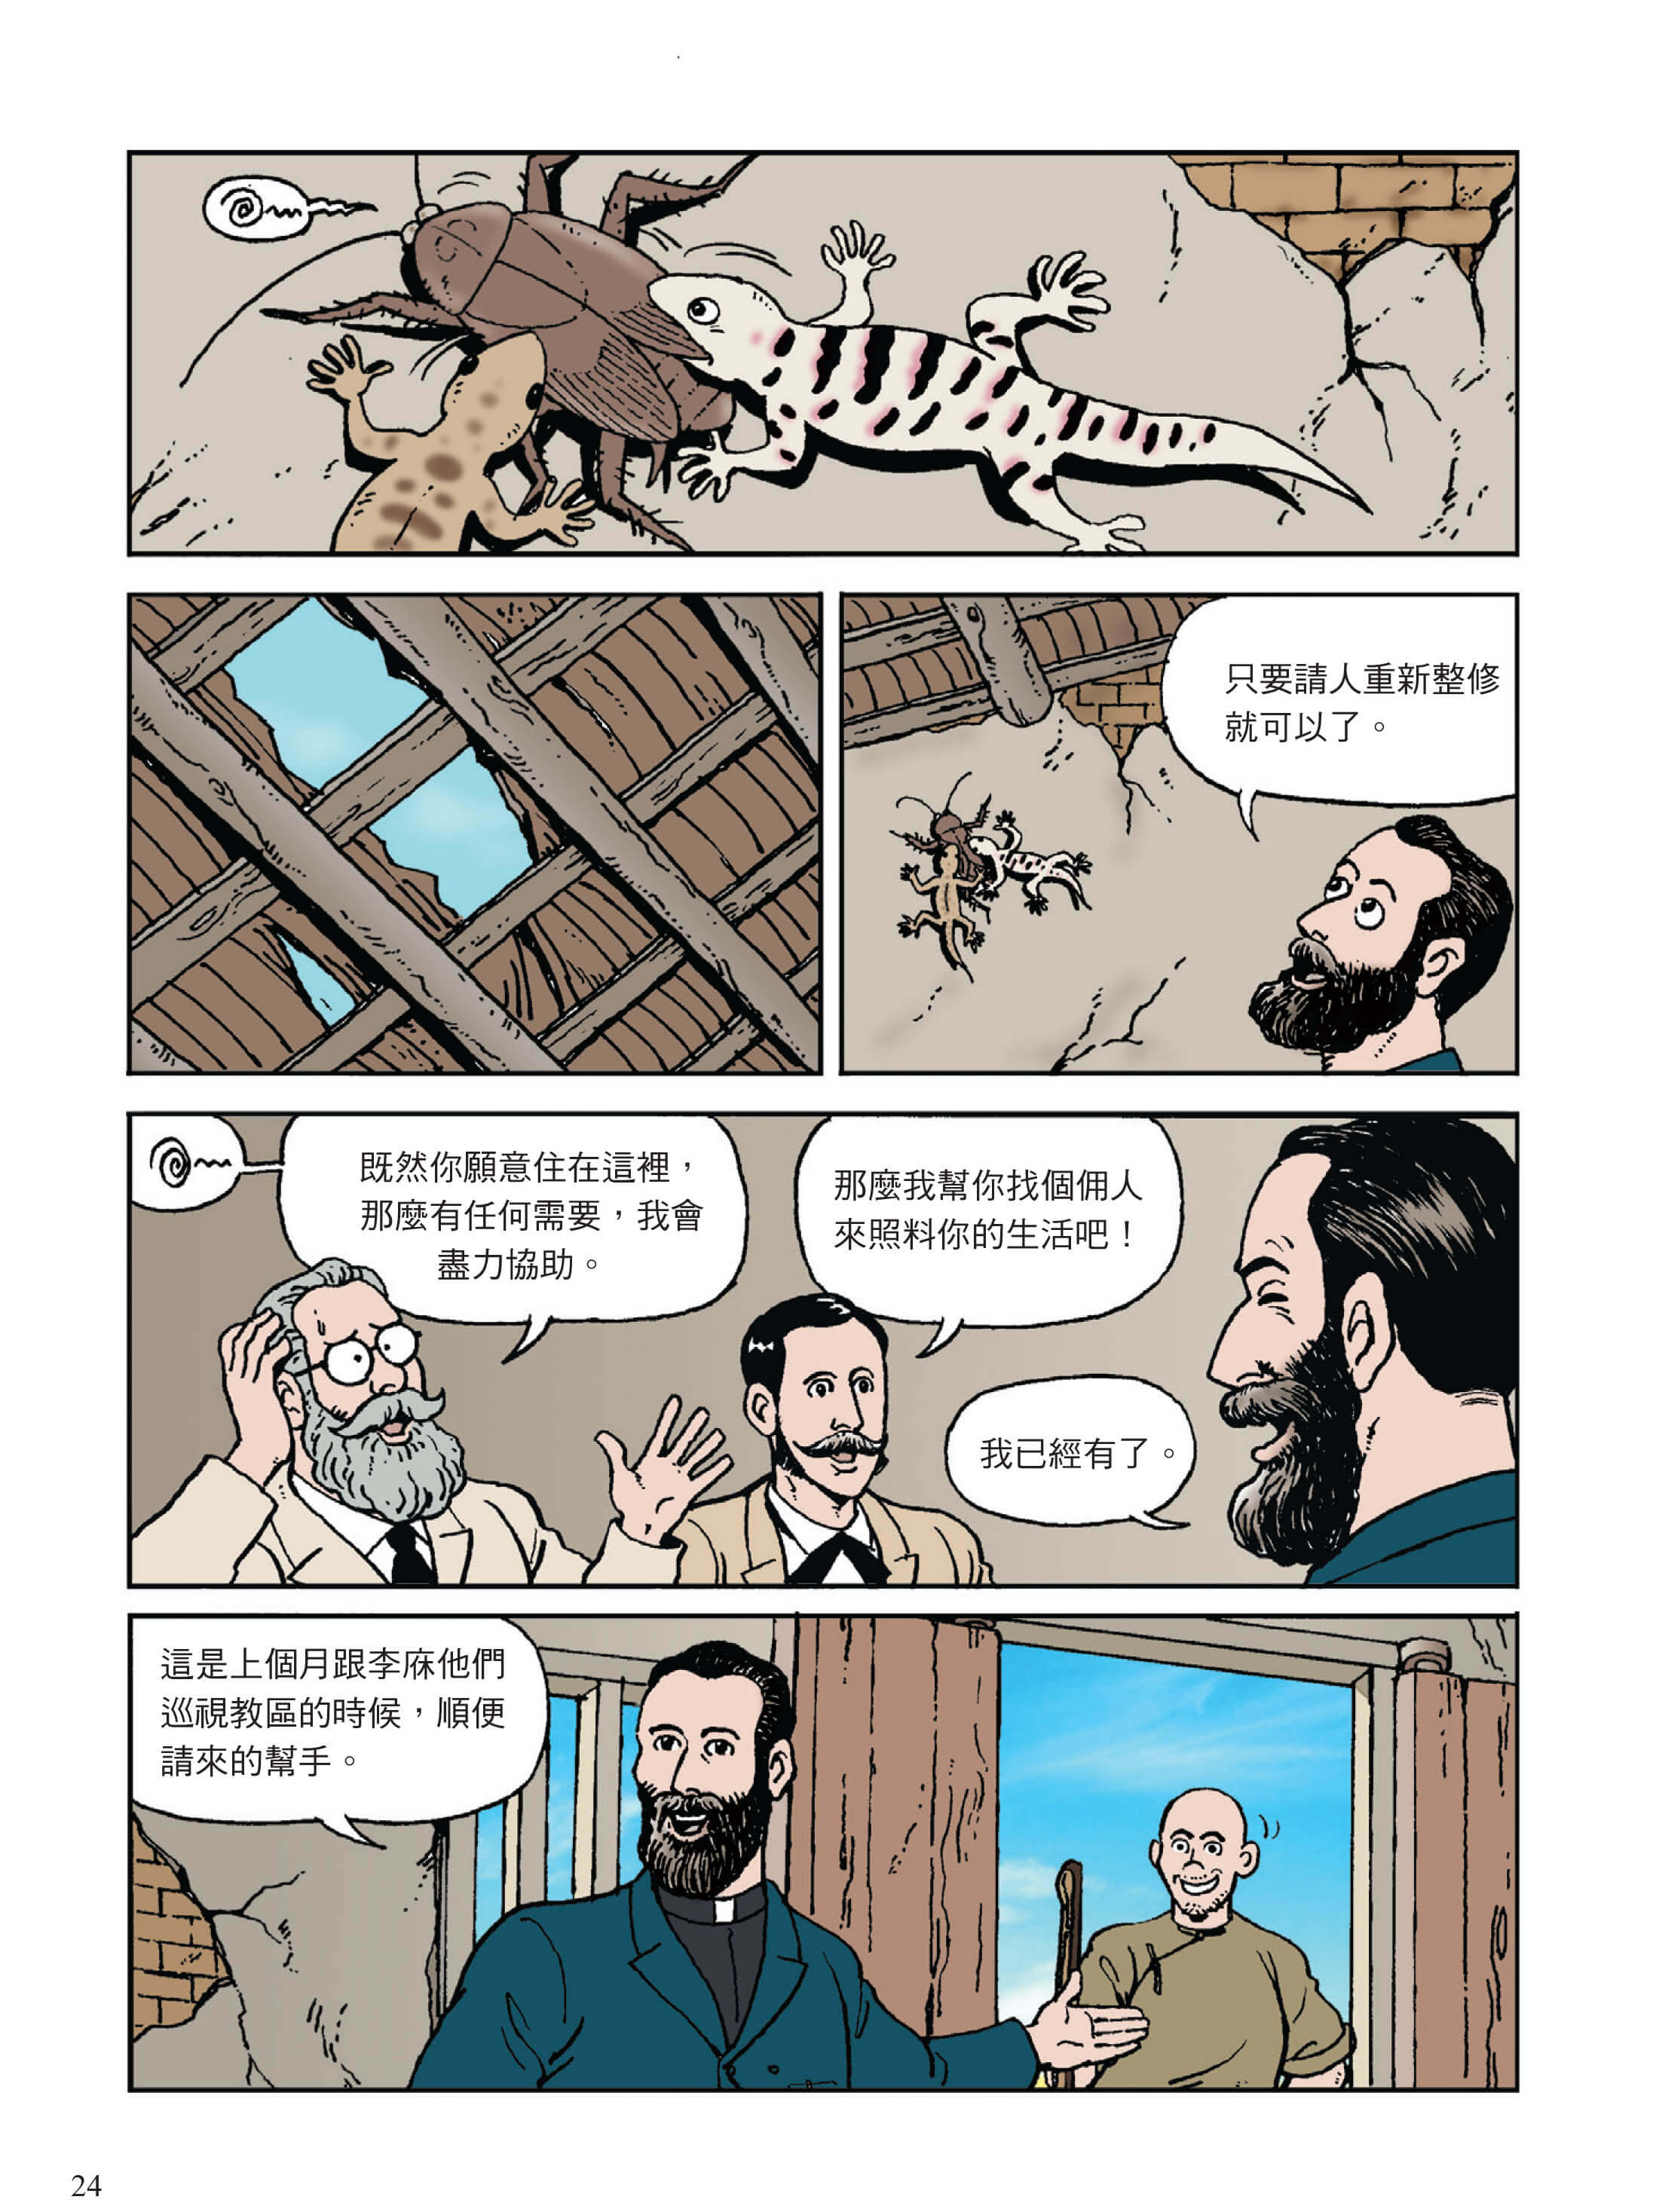 只要請人重新整修
就可以了。
既然你願意住在這裡，
那麼有任何需要，我會
盡力協助。
那麼我幫你找個佣人
來照料你的生活吧！
我已經有了。
這是上個月跟李庥他們
巡視教區的時候，順便
請來的幫手。
24